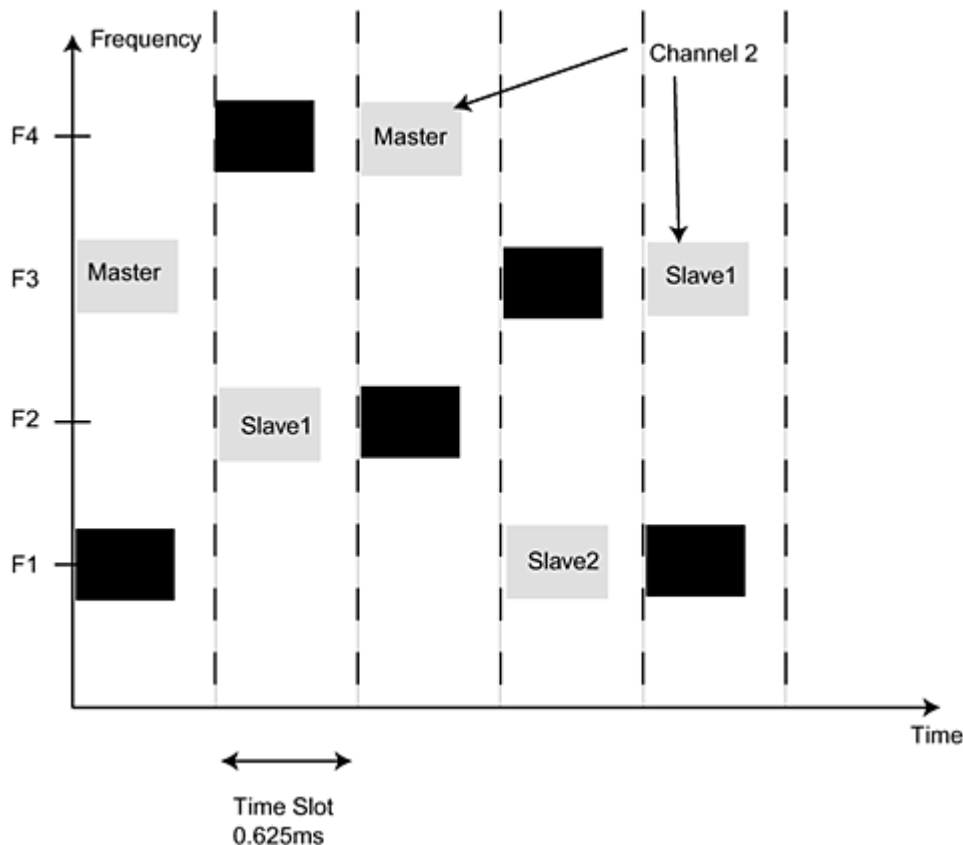 Frequency
Channel 2
F4
Master
F3
Master
Slave1
F2
Slave1
F1
Slave2
Time
Time Slot
0.625ms